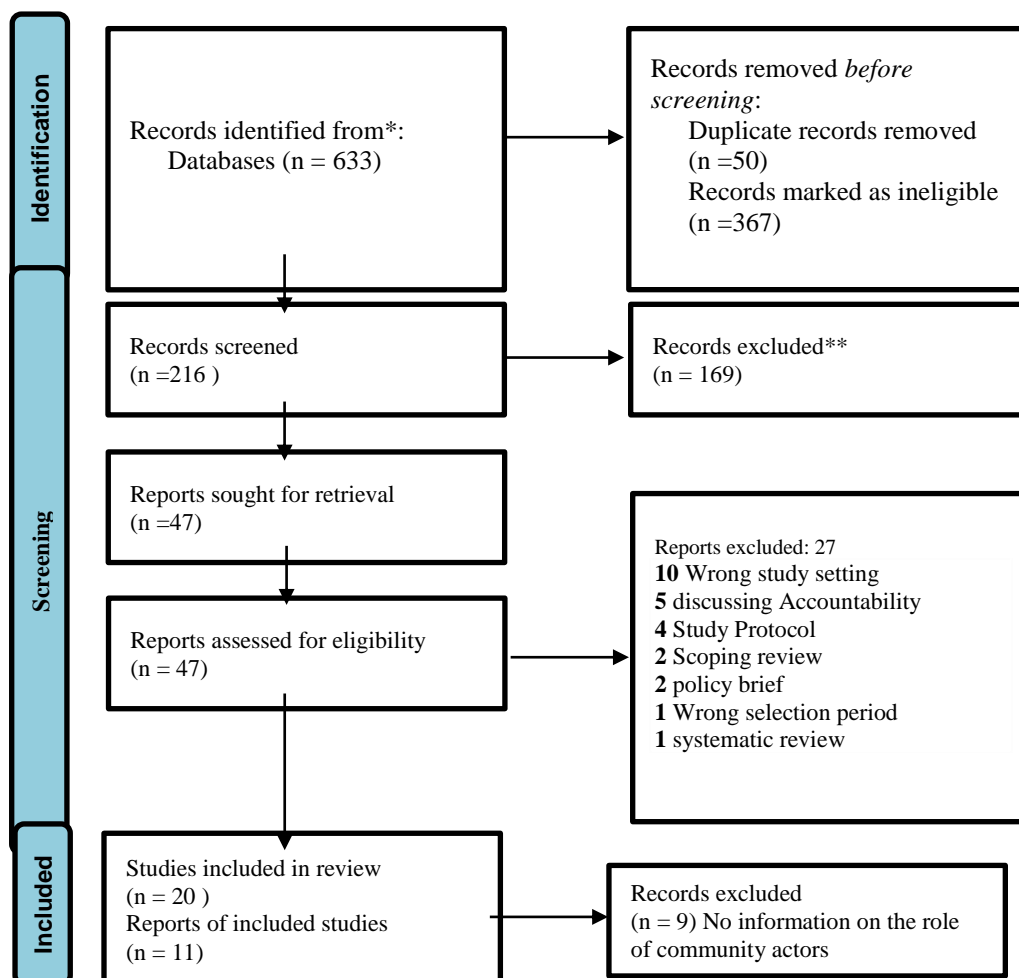 Identification
Records identified from*:
Databases (n = 633)
Records removed before
screening:
Duplicate records removed
(n =50)
Records marked as ineligible
(n =367)
Screening
Records screened
(n =216 )
Records excluded**
(n = 169)
Reports sought for retrieval
(n =47)
Reports assessed for eligibility
(n = 47)
Reports excluded: 27
10 Wrong study setting
5 discussing Accountability
4 Study Protocol
2 Scoping review
2 policy brief
1 Wrong selection period
1 systematic review
Included
Studies included in review
(n = 20 )
Reports of included studies
(n = 11)
Records excluded
(n = 9) No information on the role
of community actors